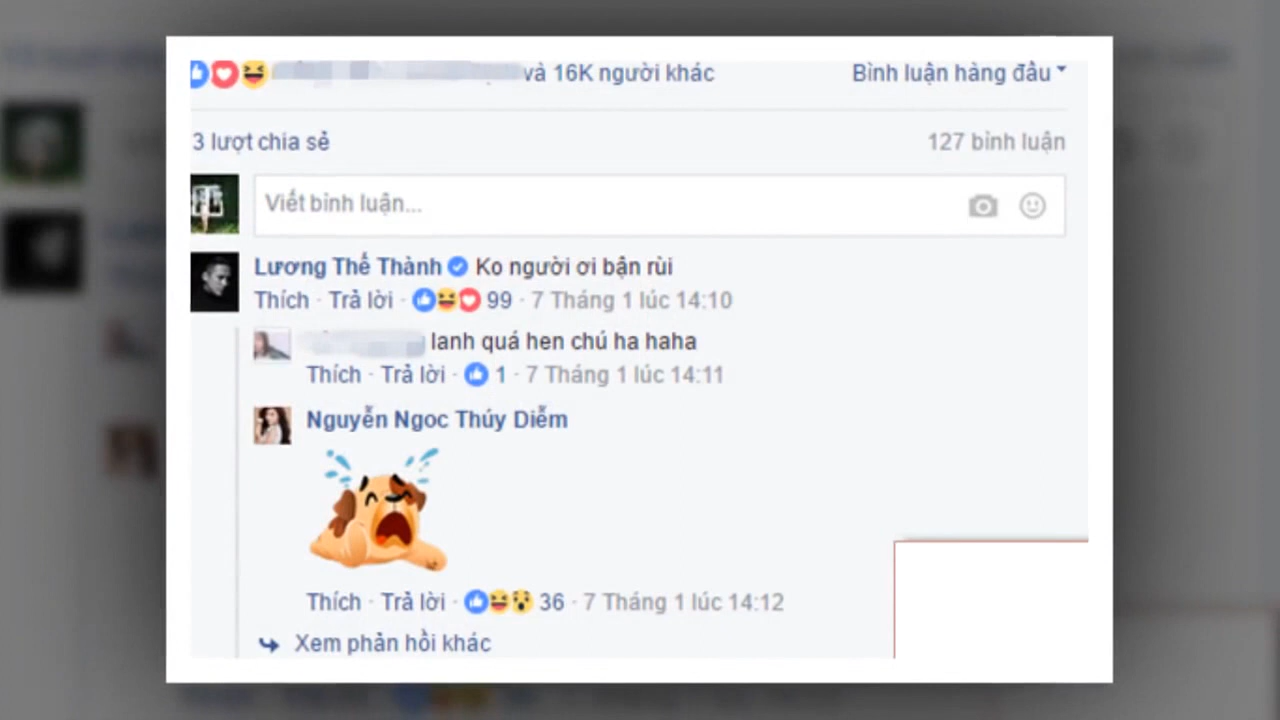 và 16K người khác
Bình luận hàng đầu
3 lượt chia sẻ
127 bình luận
Viết bình luận...
Lương Thế Thành Ko người ơi bận rùi
Thích · Trả lời · 99 · 7 Tháng 1 lúc 14:10
lanh quá hen chú ha haha
Thích · Trả lời · 1 · 7 Tháng 1 lúc 14:11
Nguyễn Ngọc Thúy Diễm
Thích · Trả lời · 36 · 7 Tháng 1 lúc 14:12
Xem phản hồi khác